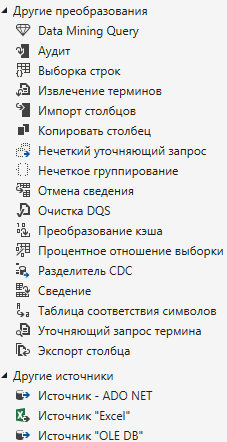 Другие преобразования
Data Mining Query
Аудит
Выборка строк
Извлечение терминов
Импорт столбцов
Копировать столбец
Нечеткий уточняющий запрос
Нечеткое группирование
Отмена сведения
Очистка DQS
Преобразование кэша
Процентное отношение выборки
Разделитель CDC
Сведение
Таблица соответствия символов
Уточняющий запрос термина
Экспорт столбца
Другие источники
Источник - ADO NET
Источник "Excel"
Источник "OLE DB"